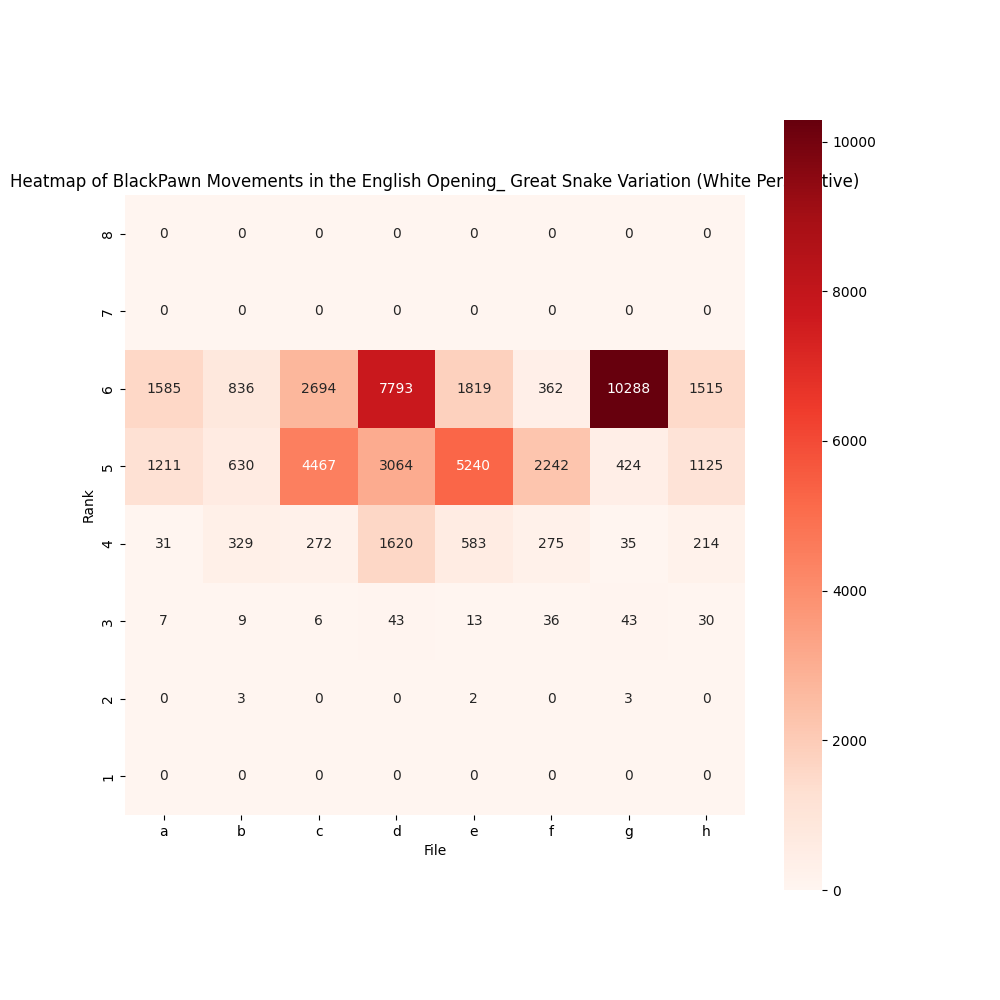 Heatmap of BlackPawn Movements in the English Opening_ Great Snake Variation (White Per tive)
10000
8000
6000
4000
2000
0
Rank
8 0 0 0 0 0 0 0 0
7 0 0 0 0 0 0 0 0
6 1585 836 2694 7793 1819 362 10288 1515
5 1211 630 4467 3064 5240 2242 424 1125
4 31 329 272 1620 583 275 35 214
3 7 9 6 43 13 36 43 30
2 0 3 0 0 2 0 3 0
1 0 0 0 0 0 0 0 0
a b c d e f g h
File